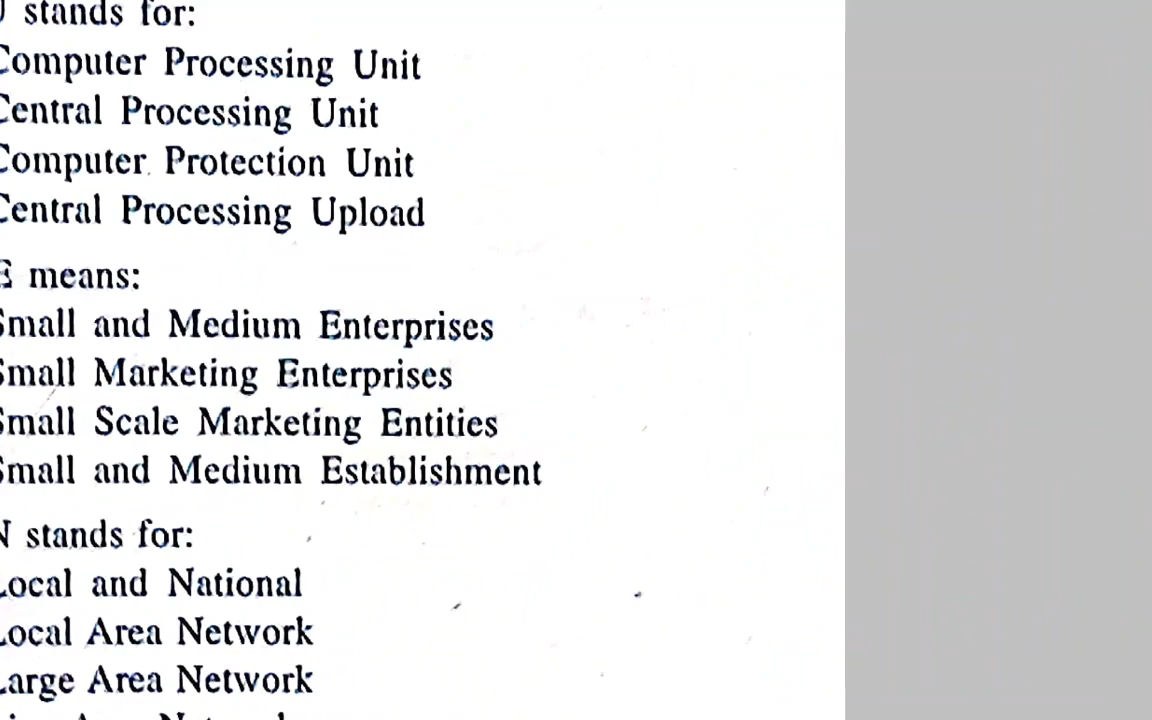 stands for:
Computer Processing Unit
Central Processing Unit
Computer Protection Unit
Central Processing Upload
means:
Small and Medium Enterprises
Small Marketing Enterprises
Small Scale Marketing Entities
Small and Medium Establishment
N stands for:
Local and National
Local Area Network
Large Area Network